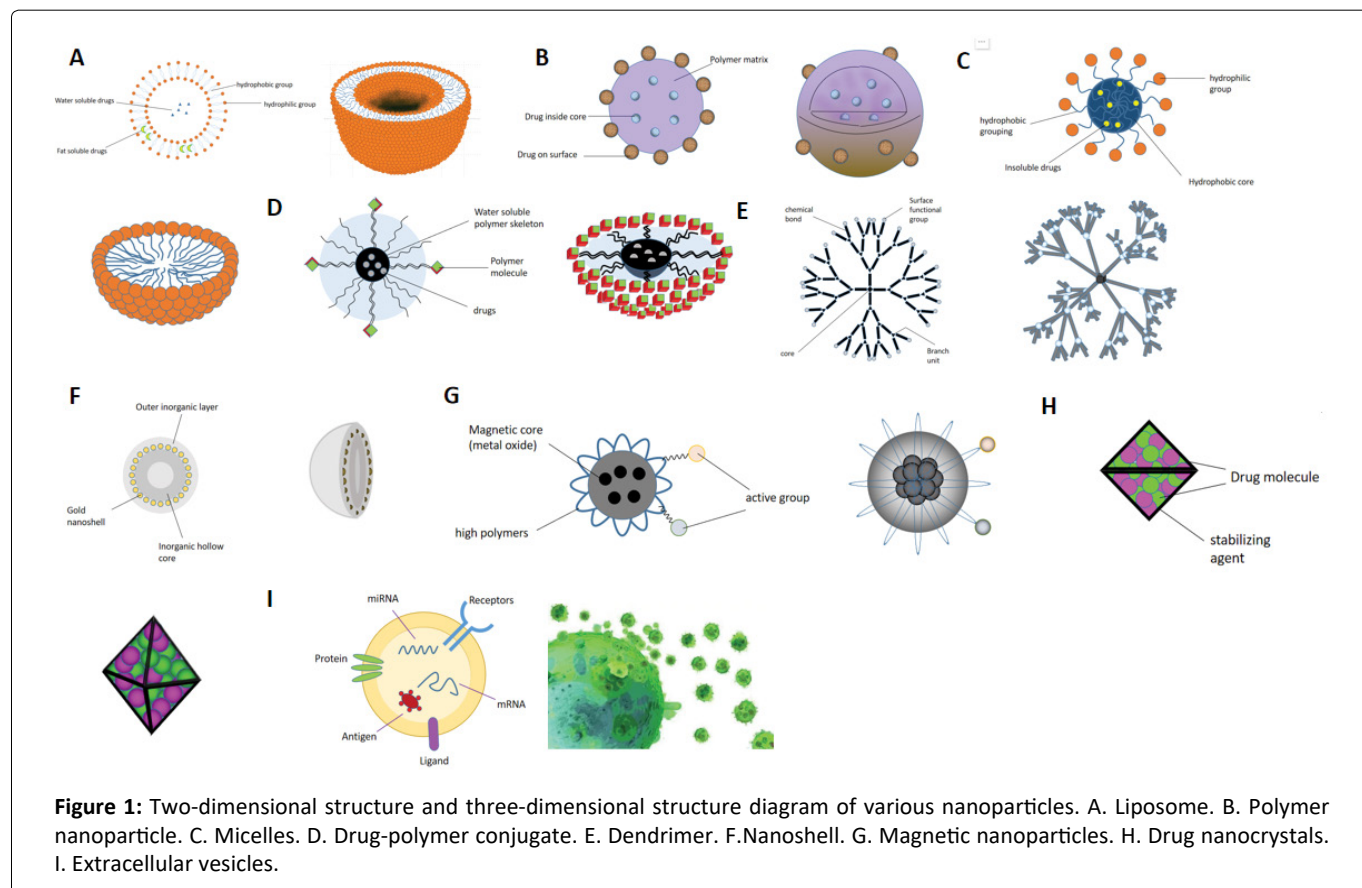 A
hydrophobic group
Water soluble drugs
hydrophilic group
Fat soluble drugs
B
Polymer matrix
Drug inside core
Drug on surface
C
hydrophilic
group
hydrophobic
grouping
Insoluble drugs
Hydrophobic core
D
Water soluble
polymer skeleton
Polymer
molecule
drugs
E
chemical
bond
Surface
functional
group
core
Branch
unit
F
Outer inorganic layer
Gold
nanoshell
Inorganic hollow
core
G
Magnetic core
(metal oxide)
active group
high polymers
H
Drug molecule
stabilizing
agent
I
miRNA
Receptors
Protein
mRNA
Antigen
Ligand
Figure 1: Two-dimensional structure and three-dimensional structure diagram of various nanoparticles. A. Liposome. B. Polymer
nanoparticle. C. Micelles. D. Drug-polymer conjugate. E. Dendrimer. F.Nanoshell. G. Magnetic nanoparticles. H. Drug nanocrystals.
I. Extracellular vesicles.